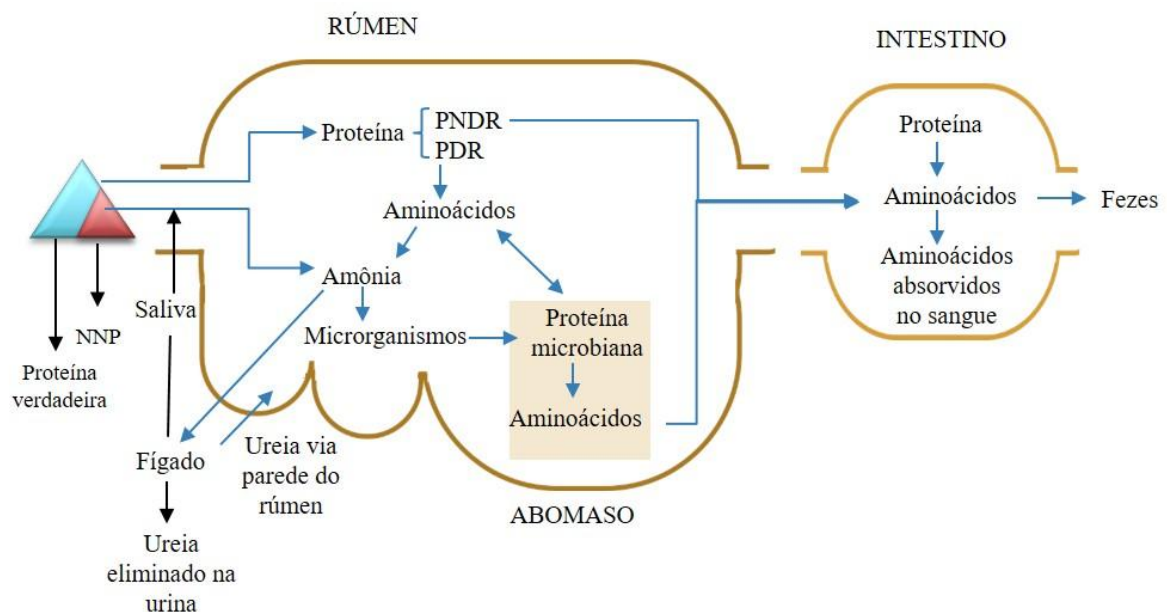 RÚMEN
INTESTINO
Proteína
PNDR
PDR
Aminoácidos
Amônia
Microrganismos
Proteína
microbiana
Aminoácidos
ABOMASO
Saliva
NNP
Proteína
verdadeira
Fígado
Ureia via
parede do
rúmen
Ureia
eliminado na
urina
Proteína
Aminoácidos
Aminoácidos
absorvidos
no sangue
Fezes